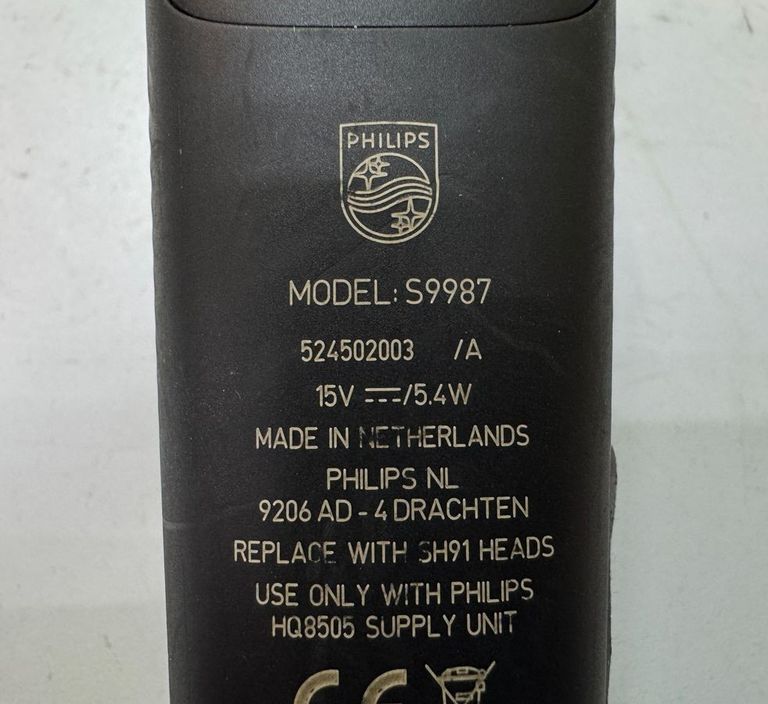 PHILIPS
MODEL: S9987
524502003 /A
15V ⎓/5.4W
MADE IN NETHERLANDS
PHILIPS NL
9206 AD - 4 DRACHTEN
REPLACE WITH SH91 HEADS
USE ONLY WITH PHILIPS
HQ8505 SUPPLY UNIT
CE